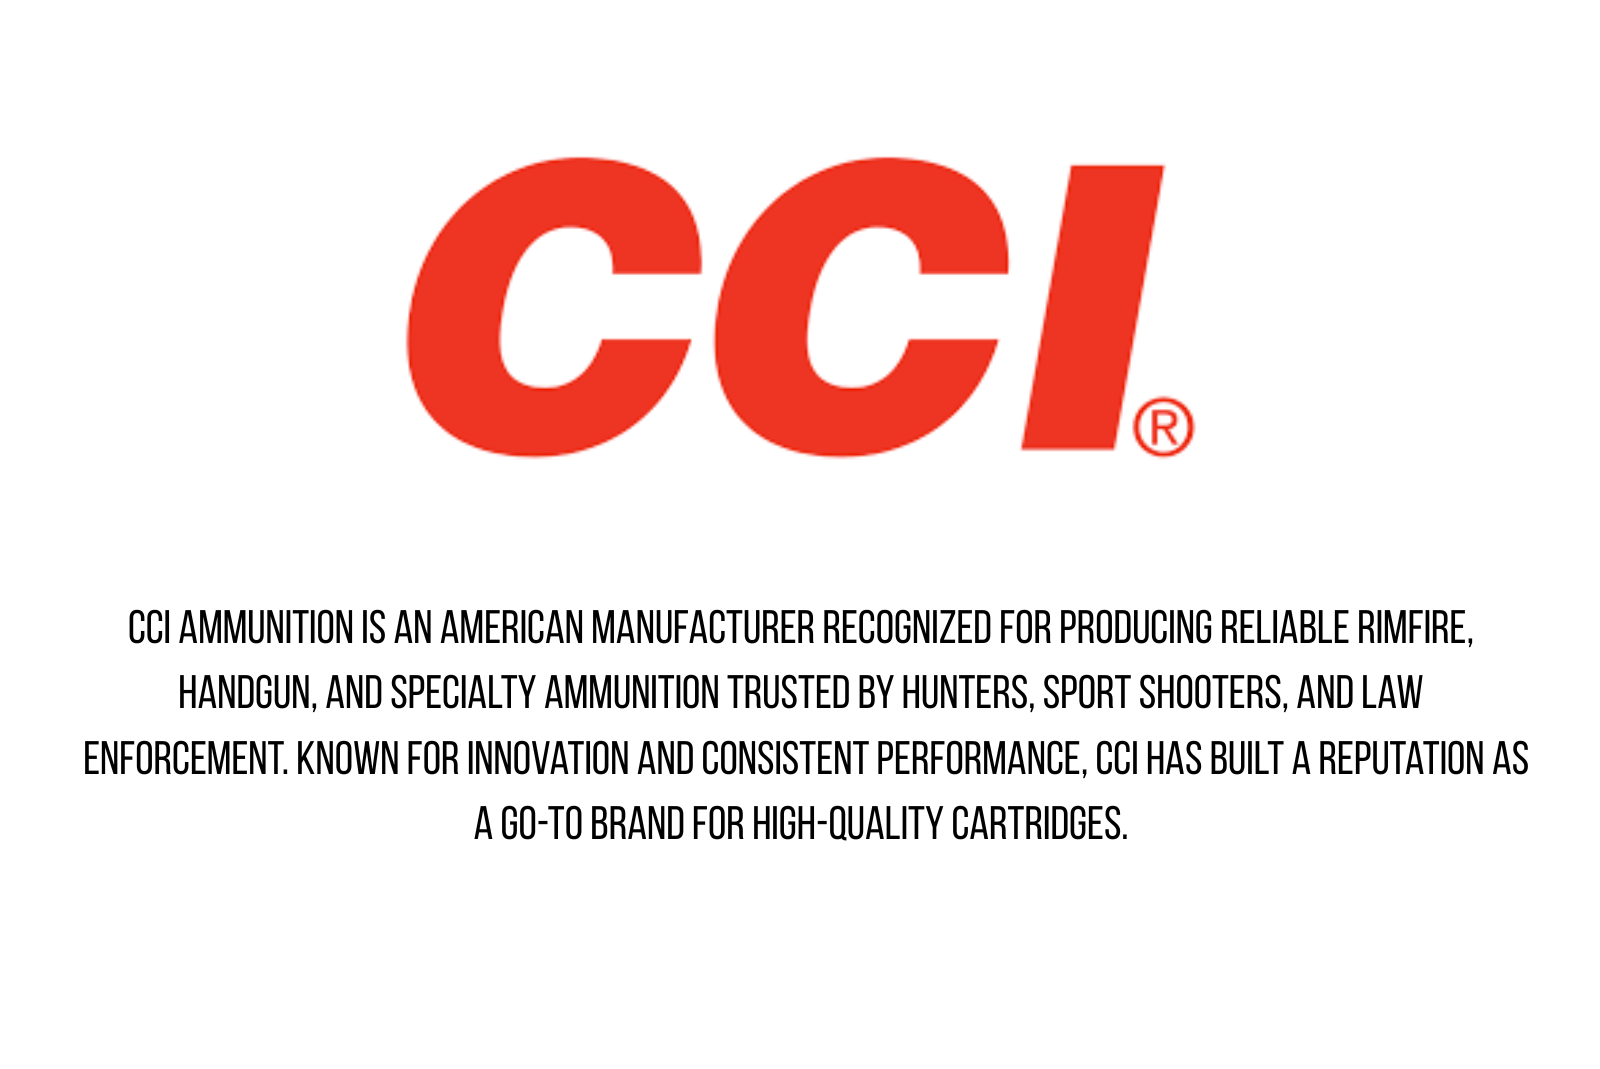 CCI®
CCI AMMUNITION IS AN AMERICAN MANUFACTURER RECOGNIZED FOR PRODUCING RELIABLE RIMFIRE,
HANDGUN, AND SPECIALTY AMMUNITION TRUSTED BY HUNTERS, SPORT SHOOTERS, AND LAW
ENFORCEMENT. KNOWN FOR INNOVATION AND CONSISTENT PERFORMANCE, CCI HAS BUILT A REPUTATION AS
A GO-TO BRAND FOR HIGH-QUALITY CARTRIDGES.